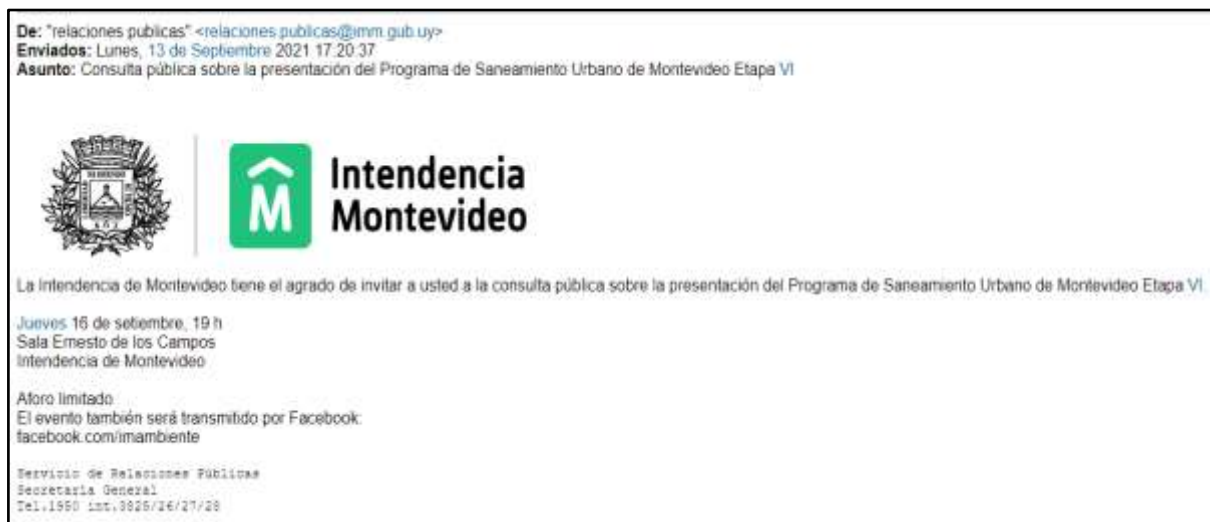 De: "relaciones publicas" <relaciones.publicas@imm.gub.uy>
Enviados: Lunes, 13 de Septiembre 2021 17:20:37
Asunto: Consulta pública sobre la presentación del Programa de Saneamiento Urbano de Montevideo Etapa VI
M
Intendencia
Montevideo
La Intendencia de Montevideo tiene el agrado de invitar a usted a la consulta pública sobre la presentación del Programa de Saneamiento Urbano de Montevideo Etapa VI.
Jueves 16 de setiembre, 19 h
Sala Ernesto de los Campos
Intendencia de Montevideo
Aforo limitado
El evento también será transmitido por Facebook:
facebook.com/imambiente
Servicio de Relaciones Públicas
Secretaría General
Tel.1950 int.3825/26/27/28